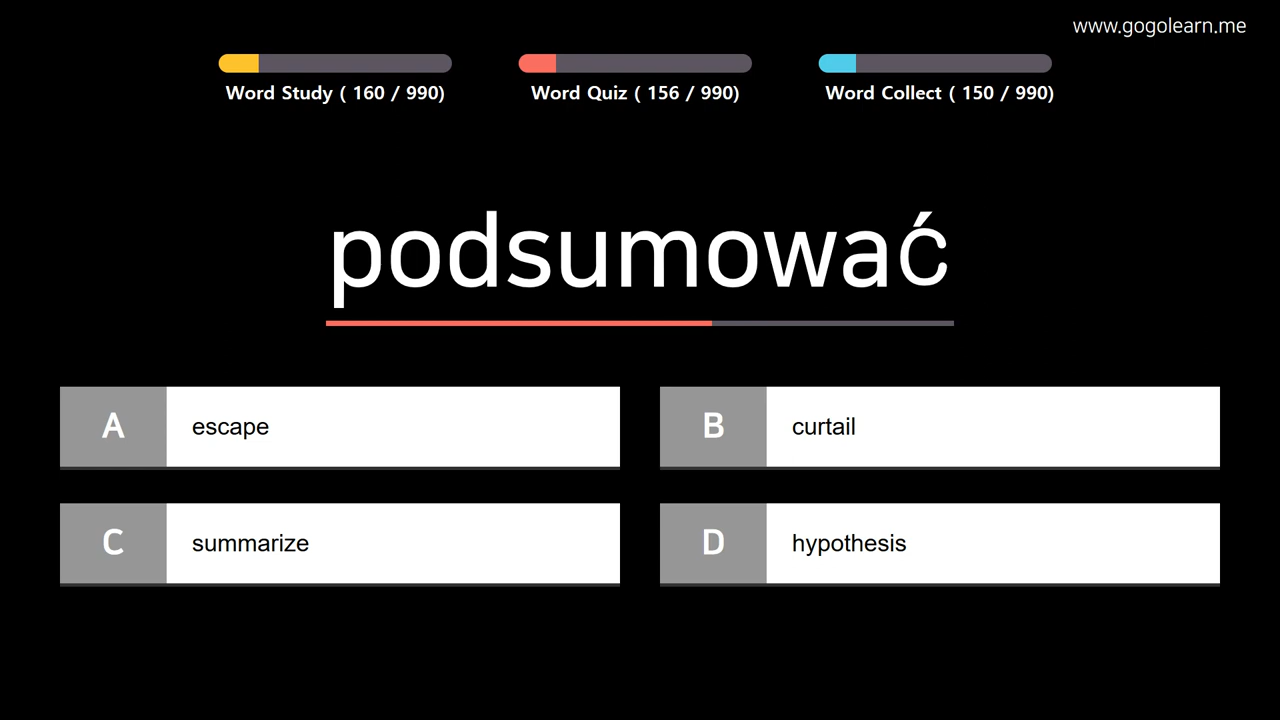 www.gogolearn.me
Word Study ( 160 / 990)
Word Quiz ( 156 / 990)
Word Collect ( 150 / 990)
podsumować
A escape
B curtail
C summarize
D hypothesis